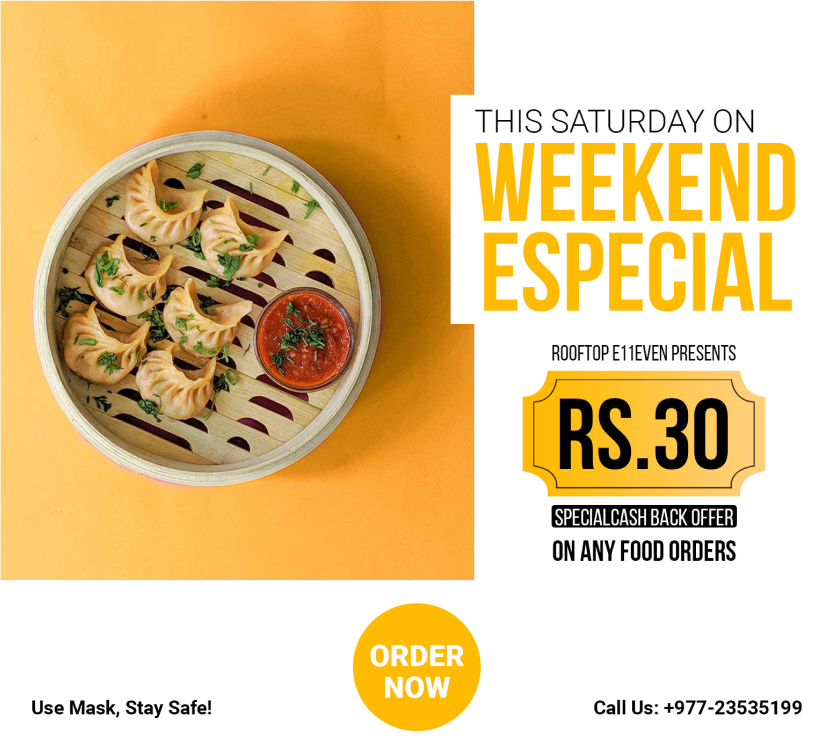 THIS SATURDAY ON
WEEKEND
ESPECIAL
ROOFTOP E11EVEN PRESENTS
RS.30
SPECIALCASH BACK OFFER
ON ANY FOOD ORDERS
ORDER
NOW
Use Mask, Stay Safe!
Call Us: +977-23535199